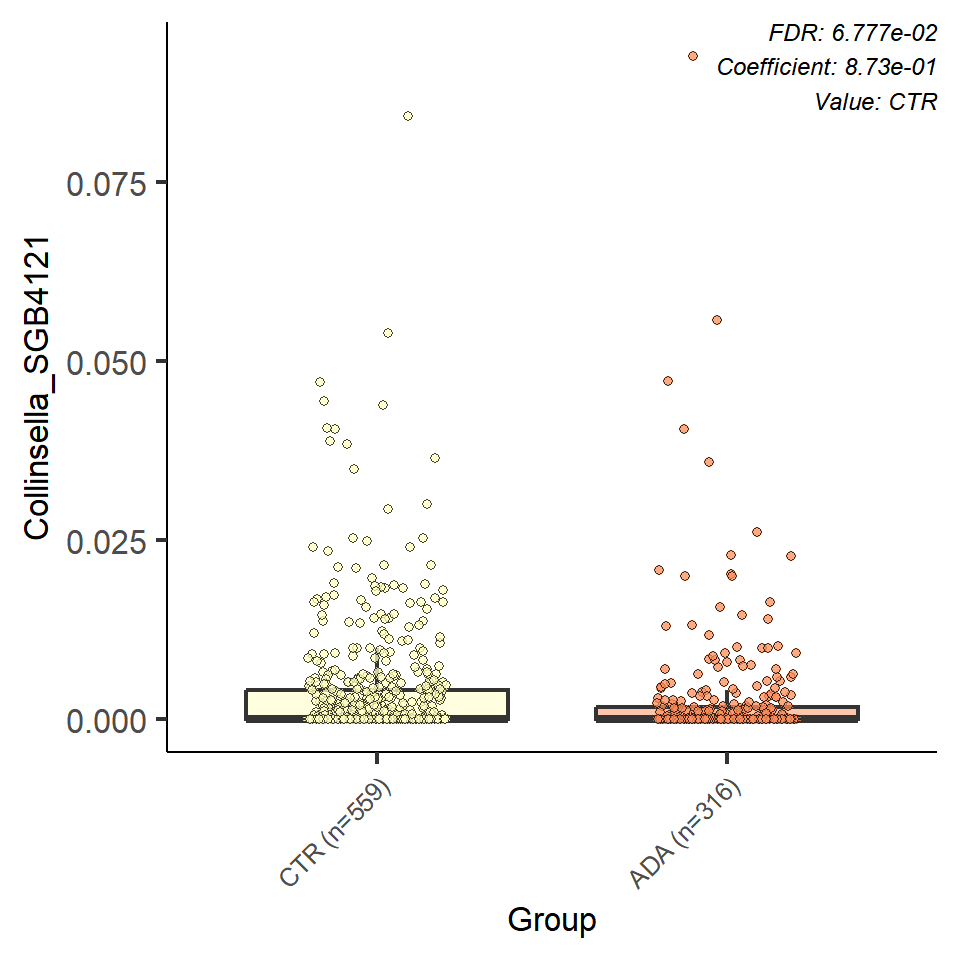 FDR: 6.777e-02
Coefficient: 8.73e-01
Value: CTR
Collinsella_SGB4121
0.075
0.050
0.025
0.000
CTR (n=559)
ADA (n=316)
Group